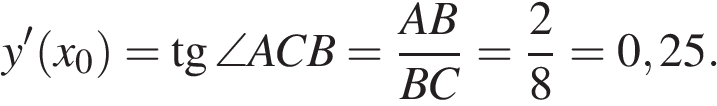 y′(x₀) = tg ∠ACB = AB/BC = 2/8 = 0,25.